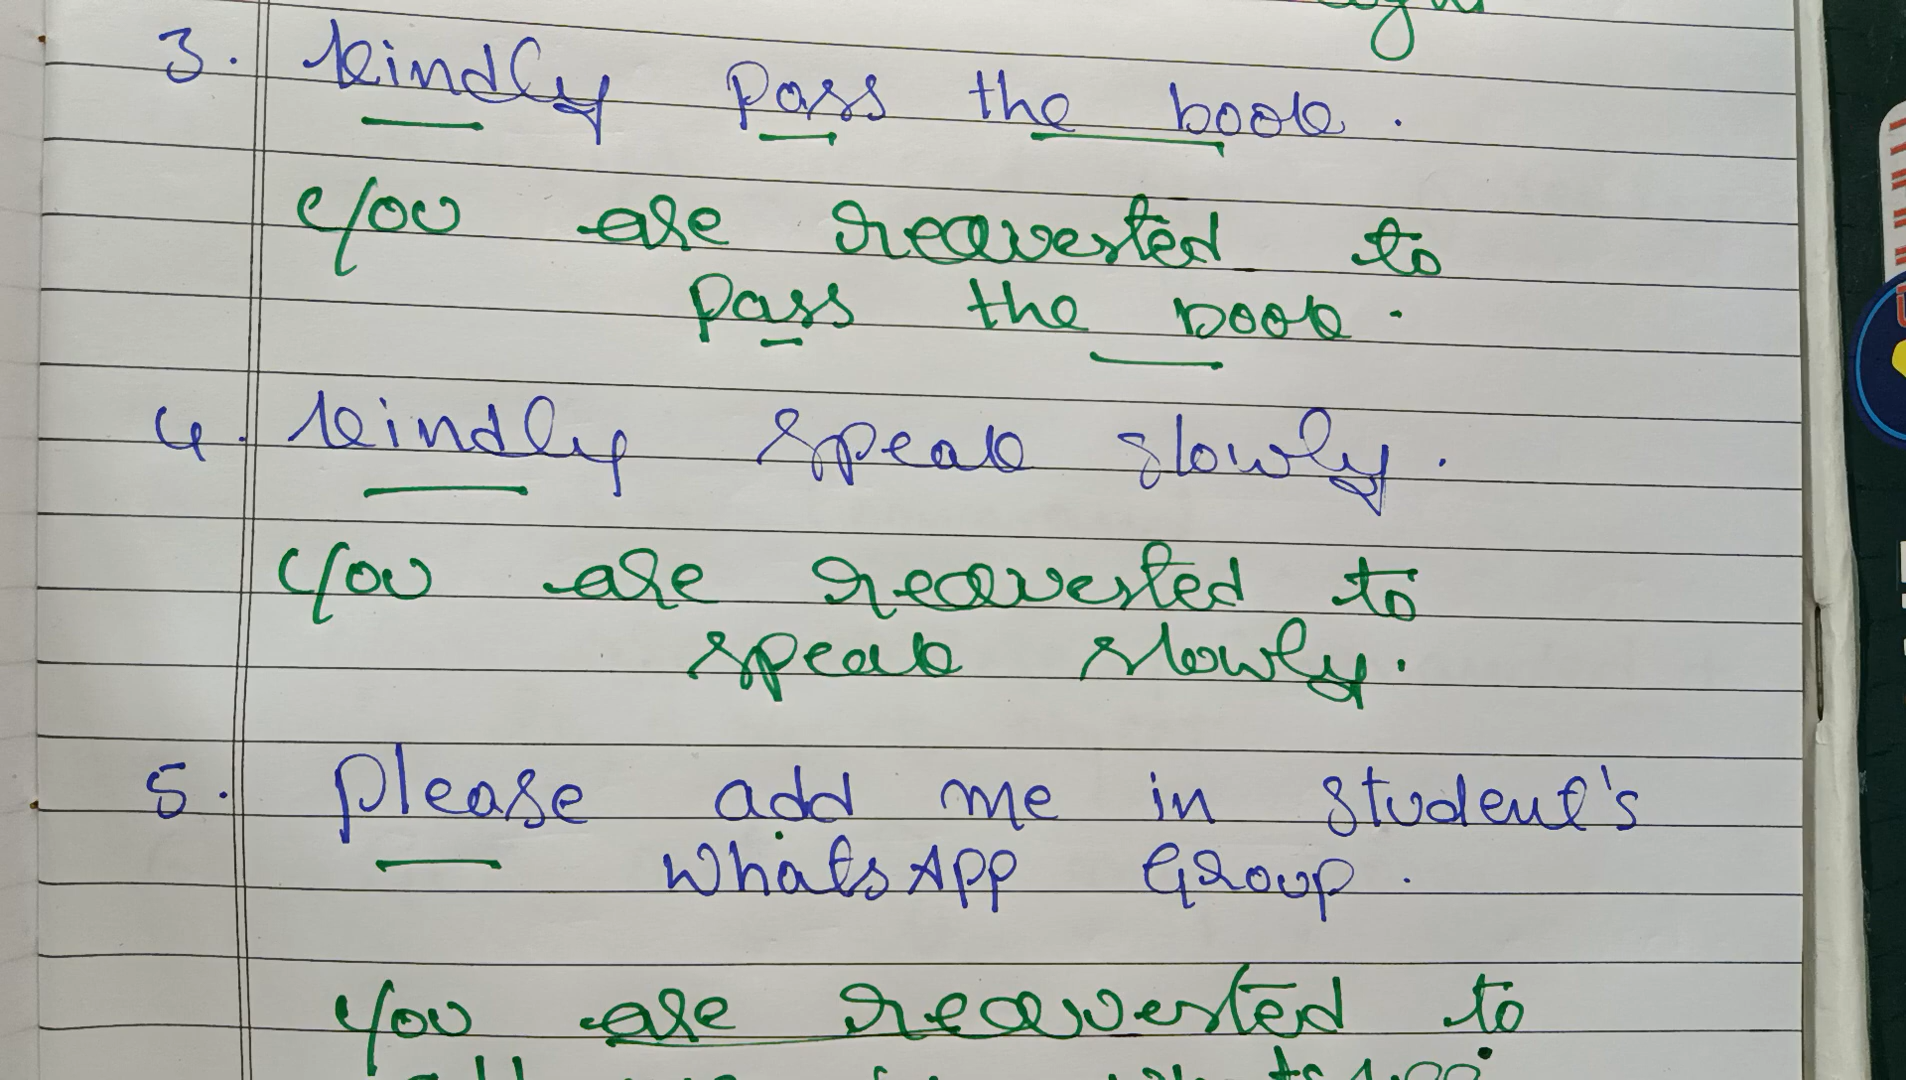 3. Kindly pass the book.
You are requested to
pass the book.
4. Kindly speak slowly.
You are requested to
speak slowly.
5. Please add me in student's
WhatsApp Group.
You are requested to